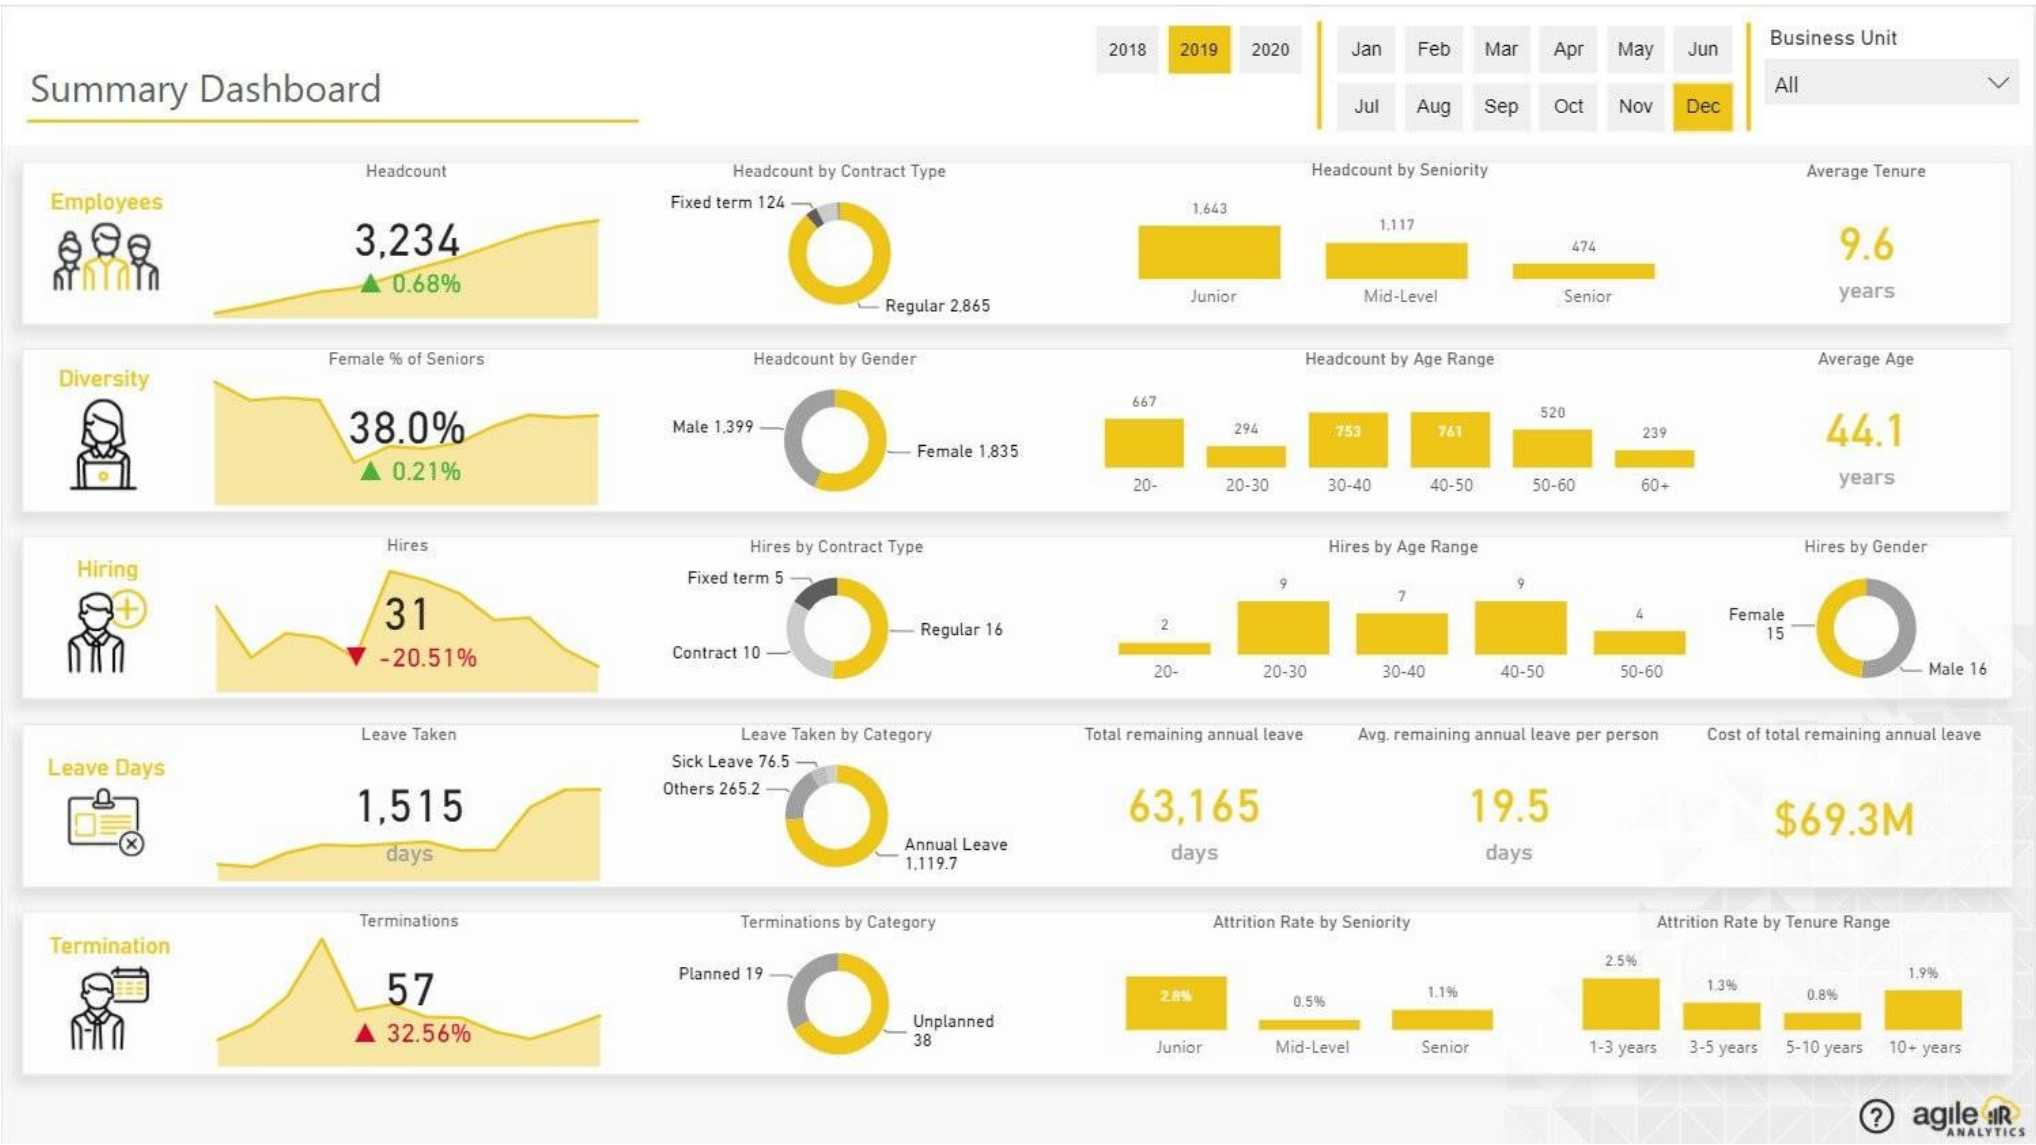 Summary Dashboard
2018 2019 2020
Jan Feb Mar Apr May Jun
Jul Aug Sep Oct Nov Dec
Business Unit
All
Employees
Headcount
3,234
▲ 0.68%
Headcount by Contract Type
Fixed term 124
Regular 2,865
Headcount by Seniority
1,643 1,117 474
Junior Mid-Level Senior
Average Tenure
9.6
years
Diversity
Female % of Seniors
38.0%
▲ 0.21%
Headcount by Gender
Male 1,399
Female 1,835
Headcount by Age Range
667 294 753 761 520 239
20- 20-30 30-40 40-50 50-60 60+
Average Age
44.1
years
Hiring
Hires
31
▼ -20.51%
Hires by Contract Type
Fixed term 5
Regular 16
Contract 10
Hires by Age Range
2 9 7 9 4
20- 20-30 30-40 40-50 50-60
Hires by Gender
Female
15
Male 16
Leave Days
Leave Taken
1,515
days
Leave Taken by Category
Sick Leave 76.5
Others 265.2
Annual Leave
1,119.7
Total remaining annual leave
63,165
days
Avg. remaining annual leave per person
19.5
days
Cost of total remaining annual leave
$69.3M
Termination
Terminations
57
▲ 32.56%
Terminations by Category
Planned 19
Unplanned
38
Attrition Rate by Seniority
2.8% 0.5% 1.1%
Junior Mid-Level Senior
Attrition Rate by Tenure Range
2.5% 1.3% 0.8% 1.9%
1-3 years 3-5 years 5-10 years 10+ years
? agile HR
ANALYTICS